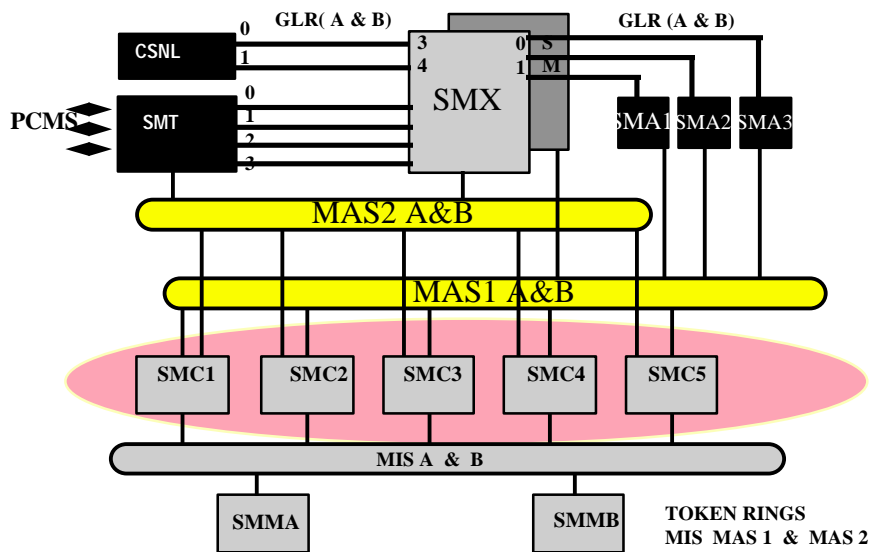 GLR( A & B)
GLR (A & B)
0
CSNL
1
3
4
SMX
0 S
1 M
PCMS
SMT
0
1
2
3
SMA1 SMA2 SMA3
MAS2 A&B
MAS1 A&B
SMC1 SMC2 SMC3 SMC4 SMC5
MIS A & B
SMMA
SMMB
TOKEN RINGS
MIS MAS 1 & MAS 2